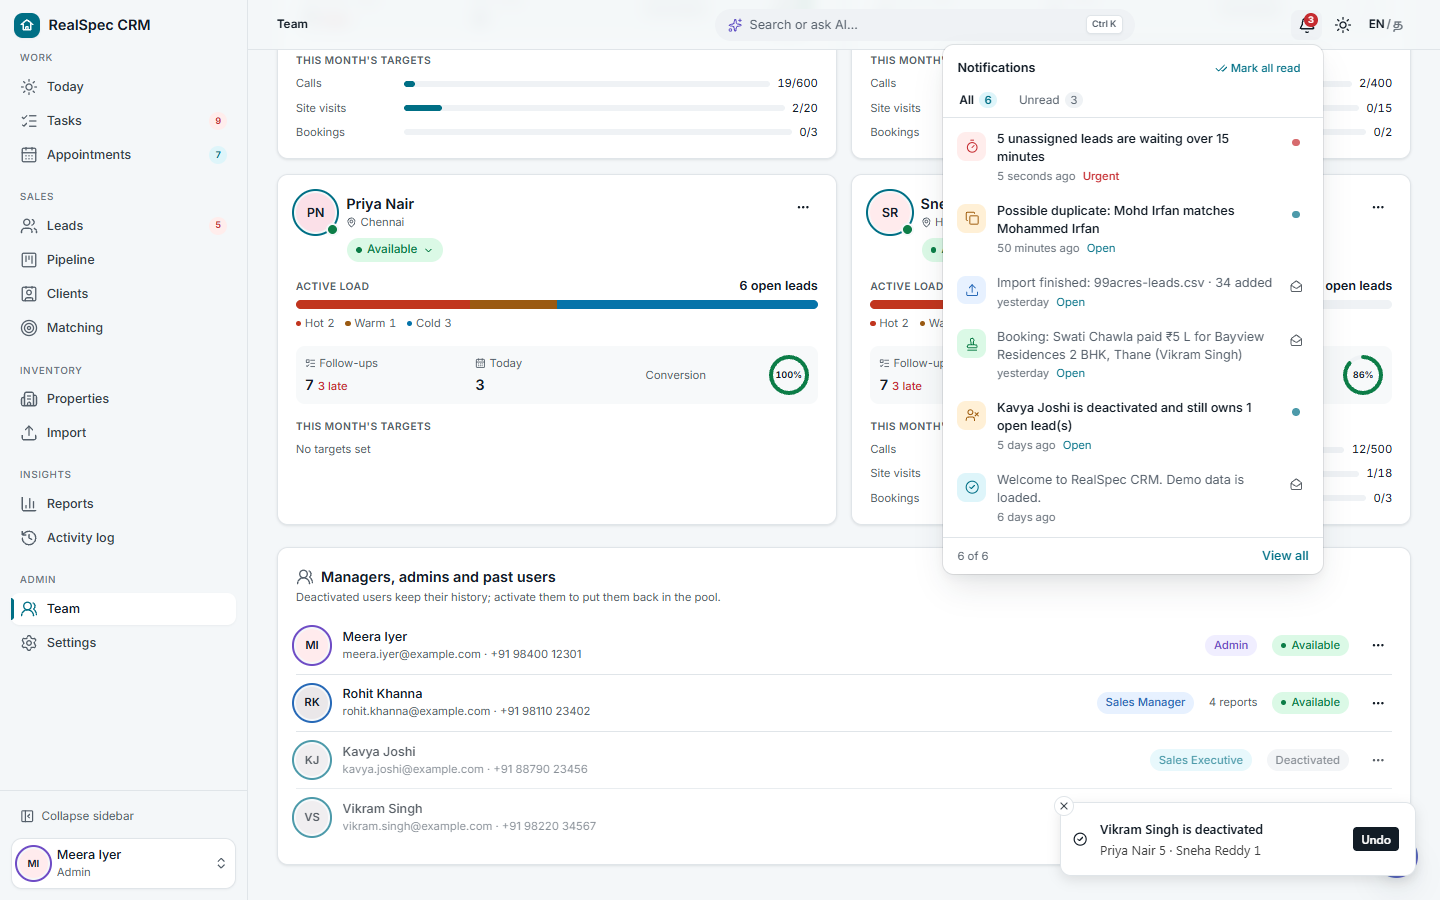 RealSpec CRM
WORK
Today
Tasks 9
Appointments 7
SALES
Leads 5
Pipeline
Clients
Matching
INVENTORY
Properties
Import
INSIGHTS
Reports
Activity log
ADMIN
Team
Settings
Collapse sidebar
MI Meera Iyer
Admin
Team
Search or ask AI...
Ctrl K
3
EN / த
THIS MONTH'S TARGETS
Calls 19/600
Site visits 2/20
Bookings 0/3
THIS MONTH'S
Calls 2/400
Site visits 0/15
Bookings 0/2
PN Priya Nair
Chennai
Available
ACTIVE LOAD 6 open leads
Hot 2 Warm 1 Cold 3
Follow-ups Today
7 3 late 3
Conversion 100%
THIS MONTH'S TARGETS
No targets set
SR Sne
H
ACTIVE LOAD open leads
Hot 2 Wa
Follow-up
7 3 late
86%
THIS MONTH'
Calls 12/500
Site visits 1/18
Bookings 0/3
Notifications
Mark all read
All 6 Unread 3
5 unassigned leads are waiting over 15
minutes
5 seconds ago Urgent
Possible duplicate: Mohd Irfan matches
Mohammed Irfan
50 minutes ago Open
Import finished: 99acres-leads.csv · 34 added
yesterday Open
Booking: Swati Chawla paid ₹5 L for Bayview
Residences 2 BHK, Thane (Vikram Singh)
yesterday Open
Kavya Joshi is deactivated and still owns 1
open lead(s)
5 days ago Open
Welcome to RealSpec CRM. Demo data is
loaded.
6 days ago
6 of 6 View all
Managers, admins and past users
Deactivated users keep their history; activate them to put them back in the pool.
MI Meera Iyer
meera.iyer@example.com · +91 98400 12301
Admin Available
RK Rohit Khanna
rohit.khanna@example.com · +91 98110 23402
Sales Manager 4 reports Available
KJ Kavya Joshi
kavya.joshi@example.com · +91 88790 23456
Sales Executive Deactivated
VS Vikram Singh
vikram.singh@example.com · +91 98220 34567
Vikram Singh is deactivated
Priya Nair 5 · Sneha Reddy 1
Undo